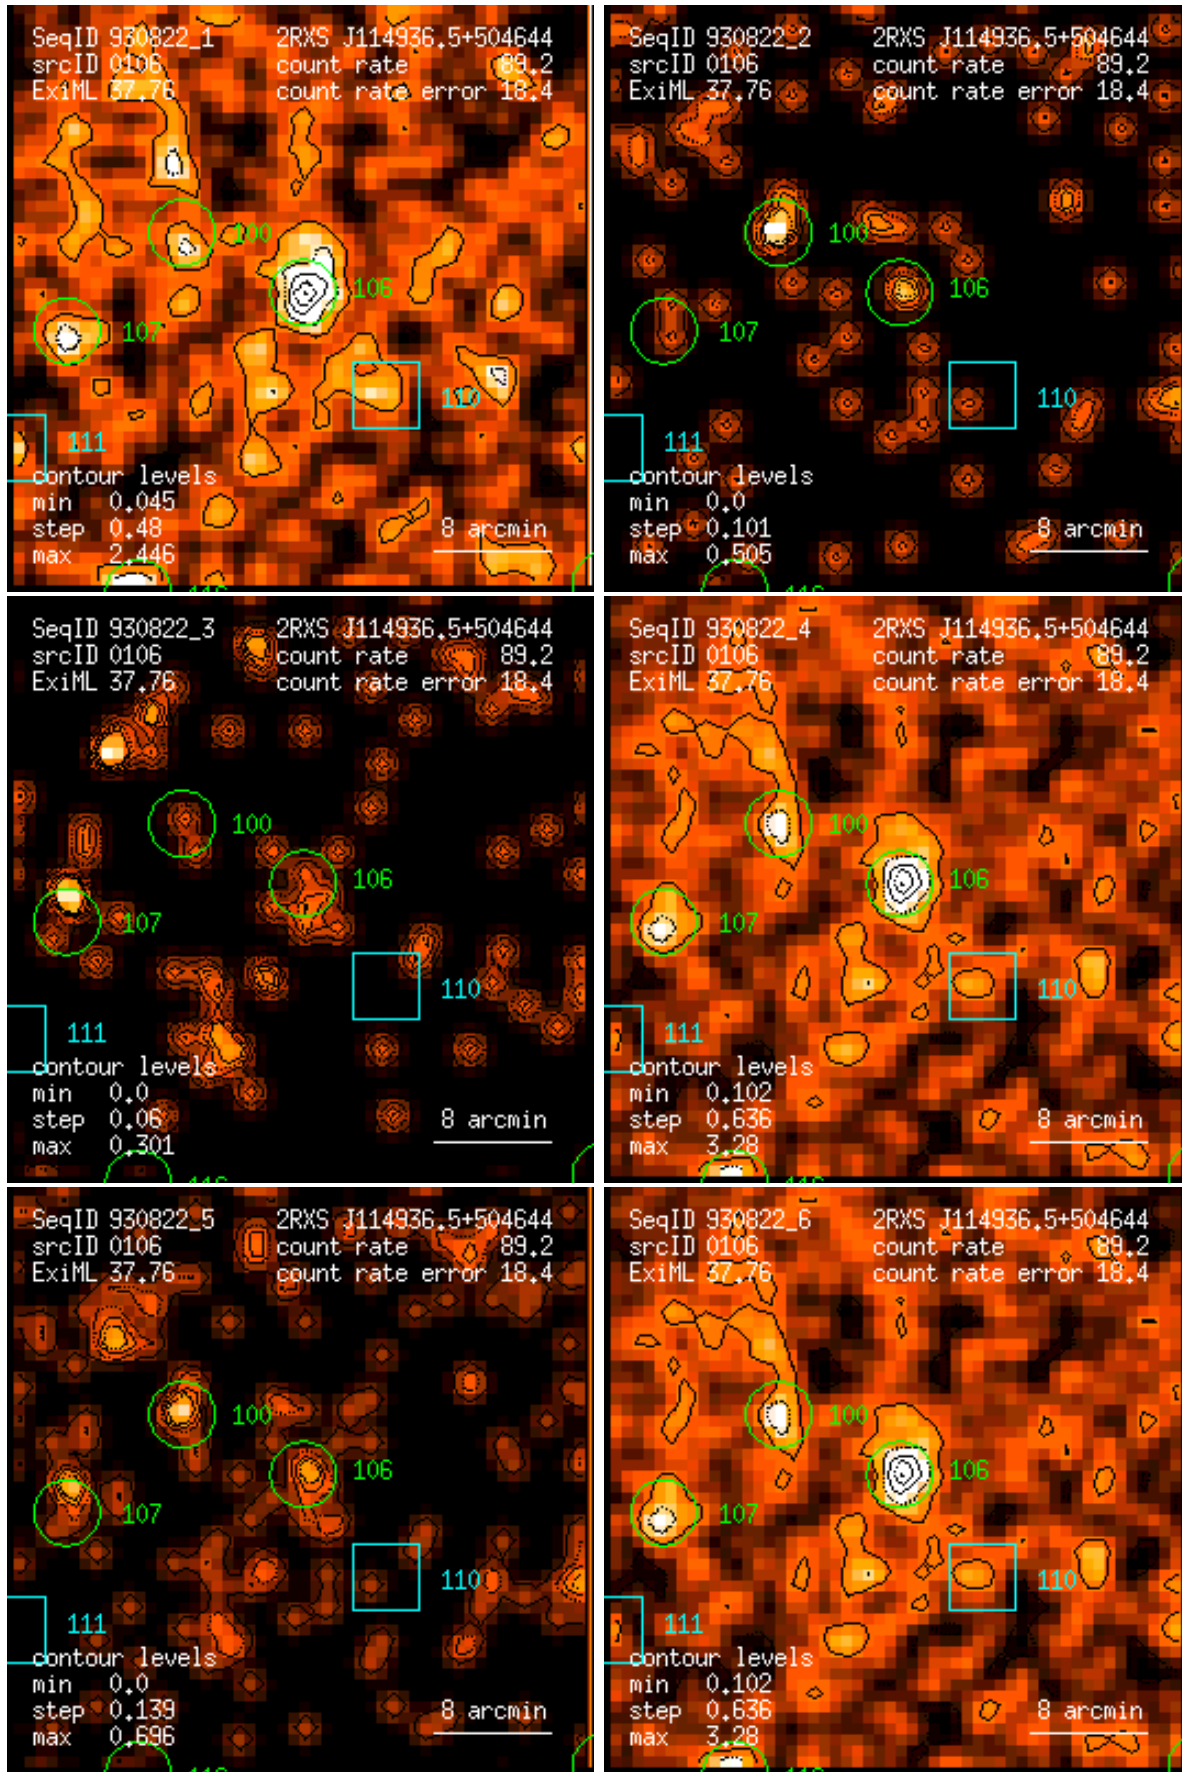 SeqID 930822_1 2RXS J114936.5+504644
srcID 0106 count rate 89.2
ExiML 37.76 count rate error 18.4
100
106
107
110
111
contour levels
min 0.045
step 0.48
max 2.446
8 arcmin
SeqID 930822_2 2RXS J114936.5+504644
srcID 0106 count rate 89.2
ExiML 37.76 count rate error 18.4
100
106
107
110
111
contour levels
min 0.0
step 0.101
max 0.505
8 arcmin
SeqID 930822_3 2RXS J114936.5+504644
srcID 0106 count rate 89.2
ExiML 37.76 count rate error 18.4
100
106
107
110
111
contour levels
min 0.0
step 0.06
max 0.301
8 arcmin
SeqID 930822_4 2RXS J114936.5+504644
srcID 0106 count rate 89.2
ExiML 37.76 count rate error 18.4
100
106
107
110
111
contour levels
min 0.102
step 0.636
max 3.28
8 arcmin
SeqID 930822_5 2RXS J114936.5+504644
srcID 0106 count rate 89.2
ExiML 37.76 count rate error 18.4
100
106
107
110
111
contour levels
min 0.0
step 0.139
max 0.696
8 arcmin
SeqID 930822_6 2RXS J114936.5+504644
srcID 0106 count rate 89.2
ExiML 37.76 count rate error 18.4
100
106
107
110
111
contour levels
min 0.102
step 0.636
max 3.28
8 arcmin